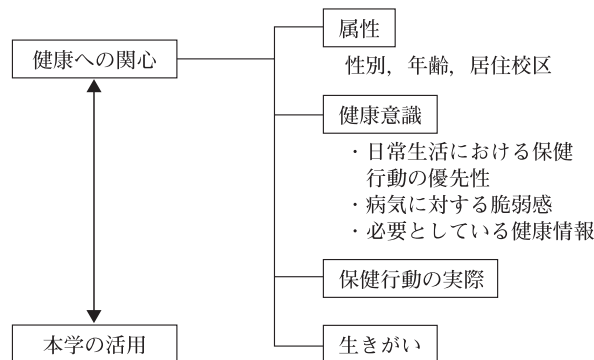 健康への関心
属性
性別，年齢，居住校区
健康意識
・日常生活における保健
行動の優先性
・病気に対する脆弱感
・必要としている健康情報
保健行動の実際
本学の活用
生きがい